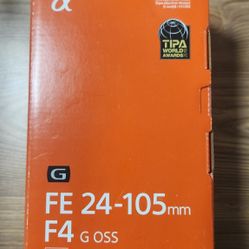 α
TIPA
WORLD
AWARDS
G
FE 24-105mm
F4 G OSS